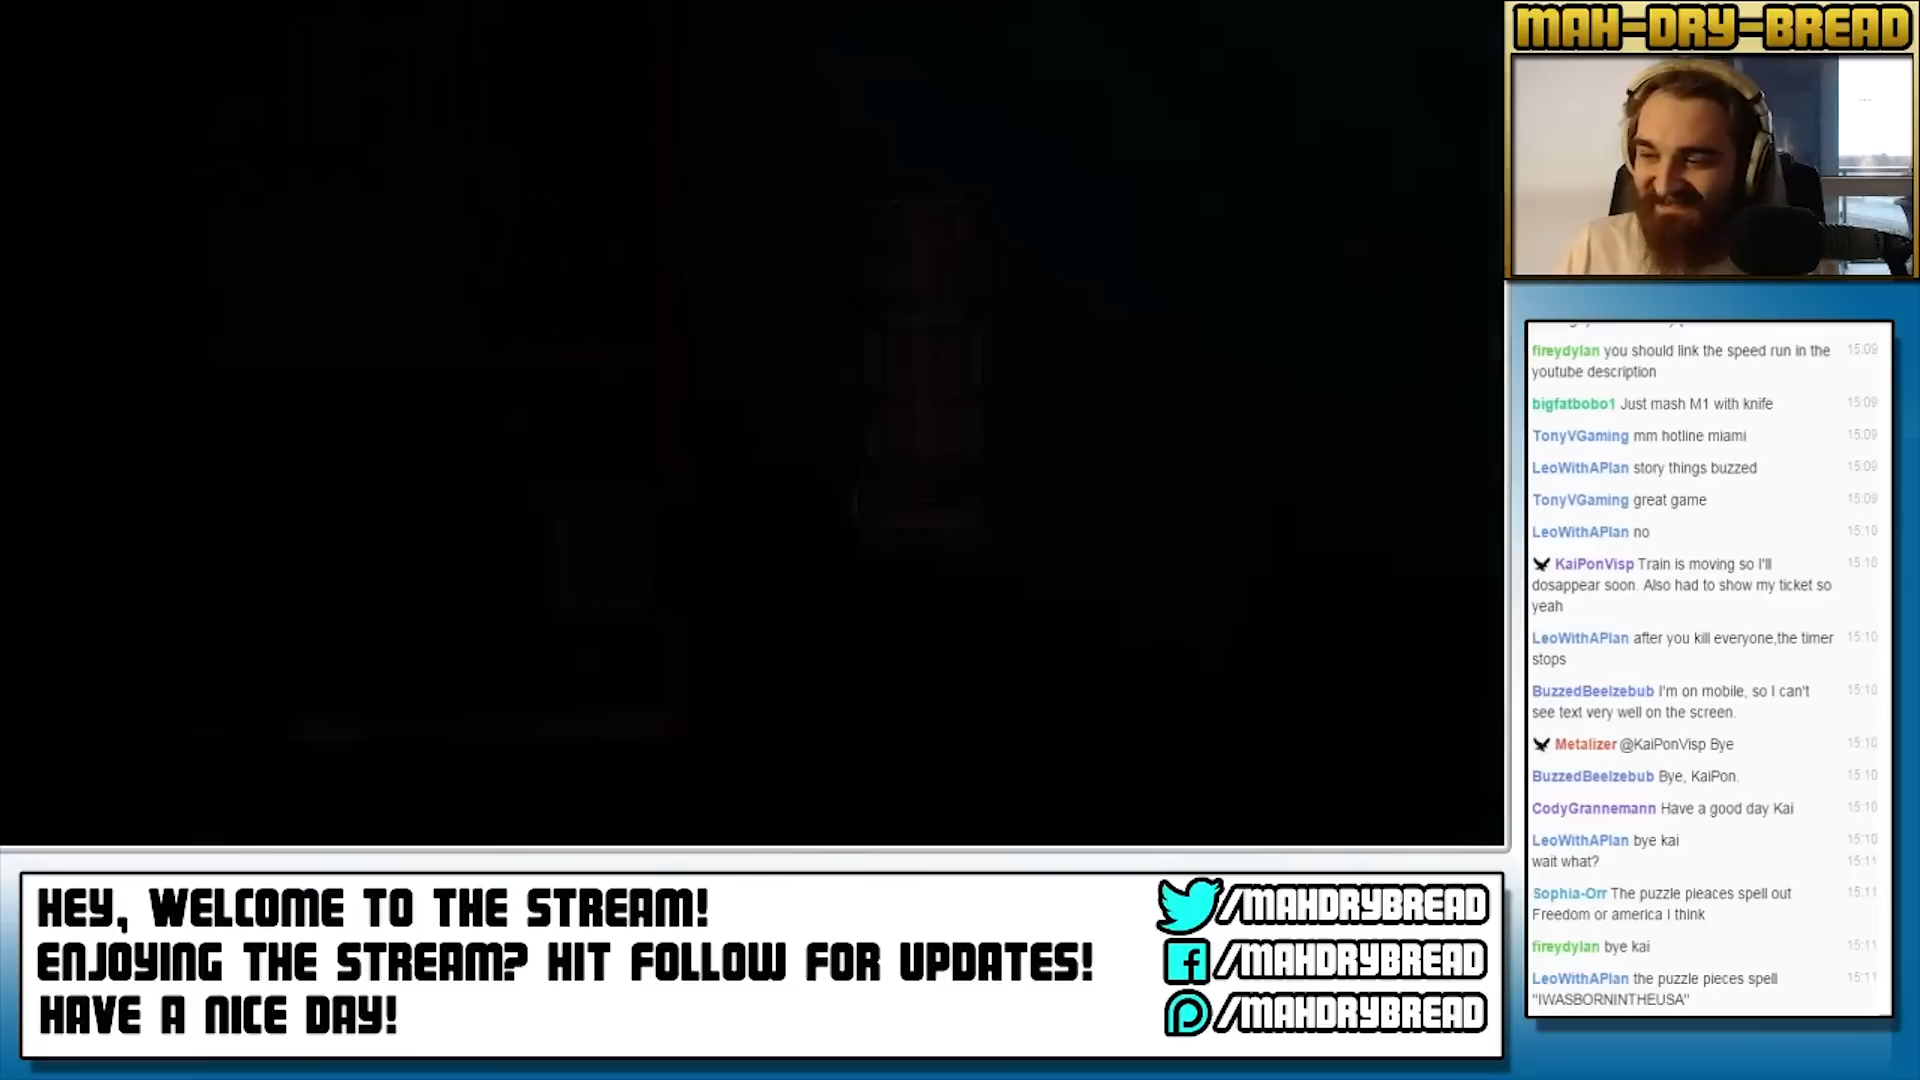 MAH-DRY-BREAD
fireydylan you should link the speed run in the 15:09
youtube description
bigfatbobo1 Just mash M1 with knife 15:09
TonyVGaming mm hotline miami 15:09
LeoWithAPlan story things buzzed 15:09
TonyVGaming great game 15:09
LeoWithAPlan no 15:10
KaiPonVisp Train is moving so I'll 15:10
dosappear soon. Also had to show my ticket so
yeah
LeoWithAPlan after you kill everyone,the timer 15:10
stops
BuzzedBeelzebub I'm on mobile, so I can't 15:10
see text very well on the screen.
Metalizer @KaiPonVisp Bye 15:10
BuzzedBeelzebub Bye, KaiPon. 15:10
CodyGrannemann Have a good day Kai 15:10
LeoWithAPlan bye kai 15:10
wait what? 15:11
Sophia-Orr The puzzle pieaces spell out 15:11
Freedom or america I think
fireydylan bye kai 15:11
LeoWithAPlan the puzzle pieces spell 15:11
"IWASBORNINTHEUSA"
HEY, WELCOME TO THE STREAM!
ENJOYING THE STREAM? HIT FOLLOW FOR UPDATES!
HAVE A NICE DAY!
/MAHDRYBREAD
/MAHDRYBREAD
/MAHDRYBREAD